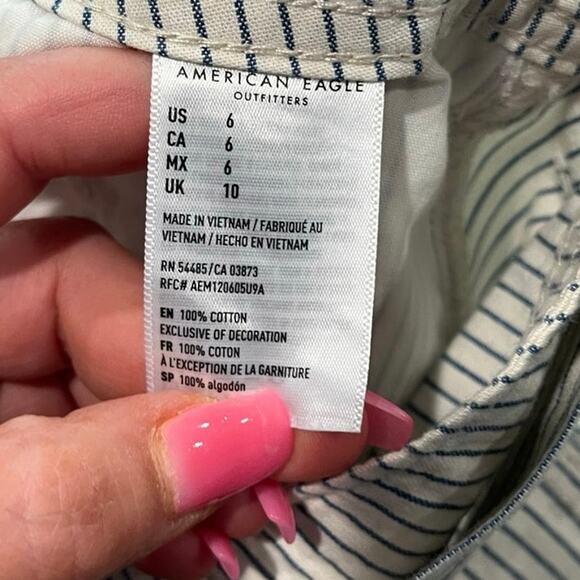 AMERICAN EAGLE
OUTFITTERS
US 6
CA 6
MX 6
UK 10
MADE IN VIETNAM / FABRIQUÉ AU
VIETNAM / HECHO EN VIETNAM
RN 54485/CA 03873
RFC# AEM120605U9A
EN 100% COTTON
EXCLUSIVE OF DECORATION
FR 100% COTON
À L'EXCEPTION DE LA GARNITURE
SP 100% algodón